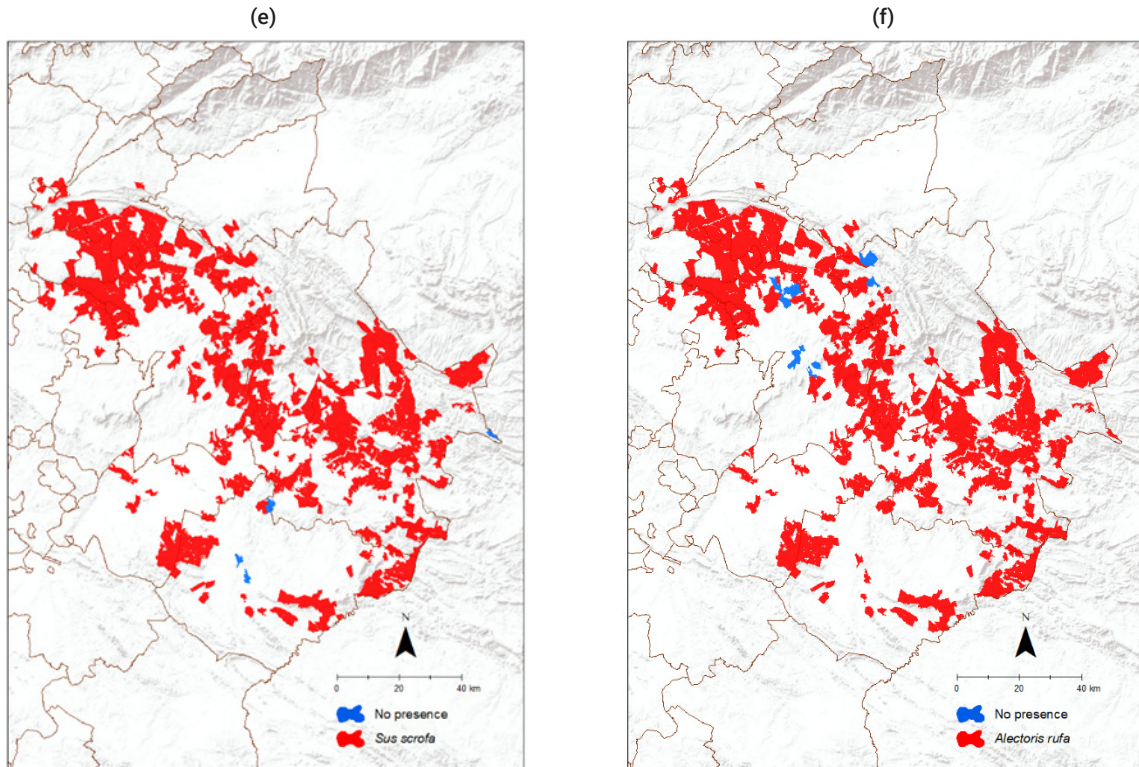 (e)
N
0 20 40 km
No presence
Sus scrofa
(f)
N
0 20 40 km
No presence
Alectoris rufa